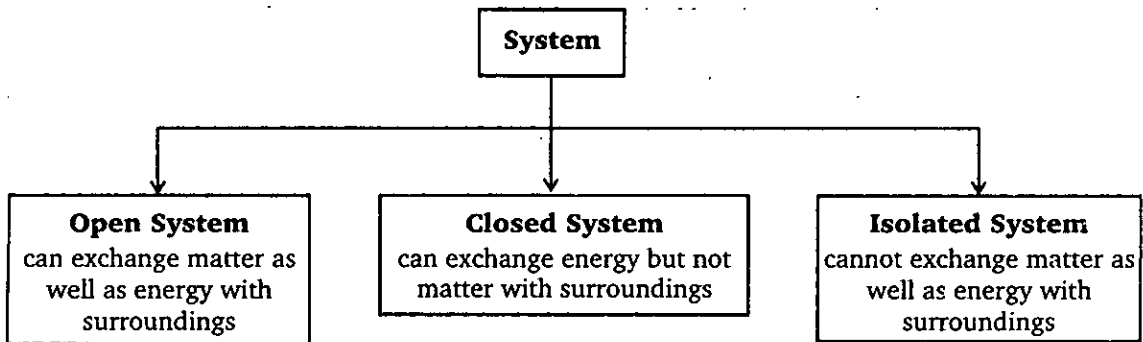 System
Open System
can exchange matter as
well as energy with
surroundings
Closed System
can exchange energy but not
matter with surroundings
Isolated System
cannot exchange matter as
well as energy with
surroundings